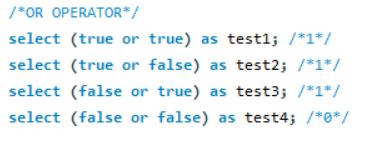 /*OR OPERATOR*/
select (true or true) as test1; /*1*/
select (true or false) as test2; /*1*/
select (false or true) as test3; /*1*/
select (false or false) as test4; /*0*/